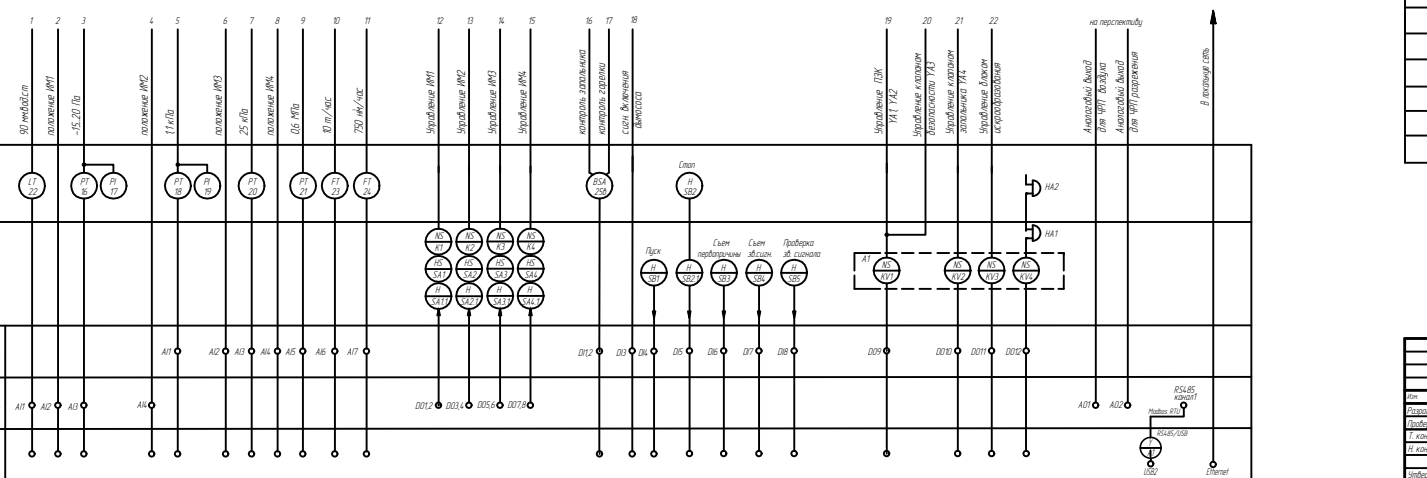 1
2
3
4
5
6
7
8
9
10
11
12
13
14
15
16
17
18
19
20
21
22
на перспективу
90 мм.вод.ст
положение ИМ1
-15..20 Па
положение ИМ2
1,1 кПа
положение ИМ3
25 кПа
положение ИМ4
0,6 МПа
10 т/час
750 нм³/час
Управление ИМ1
Управление ИМ2
Управление ИМ3
Управление ИМ4
контроль запальника
контроль горелки
сигн. включения
дымососа
Управление ПЗК
YA1, YA2
Управление клапаном
безопасности YA3
Управление клапаном
запальника YA4
Управление блоком
искрообразования
Аналоговый выход
для ЧРП воздуха
Аналоговый выход
для ЧРП разрежения
В локальную сеть
LT
22
PT
16
PI
17
PT
18
PI
19
PT
20
PT
21
FT
23
FT
24
BSA
25в
Стоп
H
SB2
HA2
HA1
NS
K1
NS
K2
NS
K3
NS
K4
HS
SA1
HS
SA2
HS
SA3
HS
SA4
H
SA1.1
H
SA2.1
H
SA3.1
H
SA4.1
Пуск
H
SB1
H
SB2.1
Съем
первопричины
H
SB3
Съем
зв.сигн.
H
SB4
Проверка
зв. сигнала
H
SB5
A1
NS
KV1
NS
KV2
NS
KV3
NS
KV4
AI1
AI2
AI3
AI4
AI5
AI6
AI7
DI1,2
DI3
DI4
DI5
DI6
DI7
DI8
DO9
DO10
DO11
DO12
AI1
AI2
AI3
AI4
DO1,2
DO3,4
DO5,6
DO7,8
AO1
AO2
RS485
канал1
Modbus RTU
RS485/USB
Y
USB2
Ethernet
Изм
Разра
Провер
Т. кон
Н. кон
Утвер